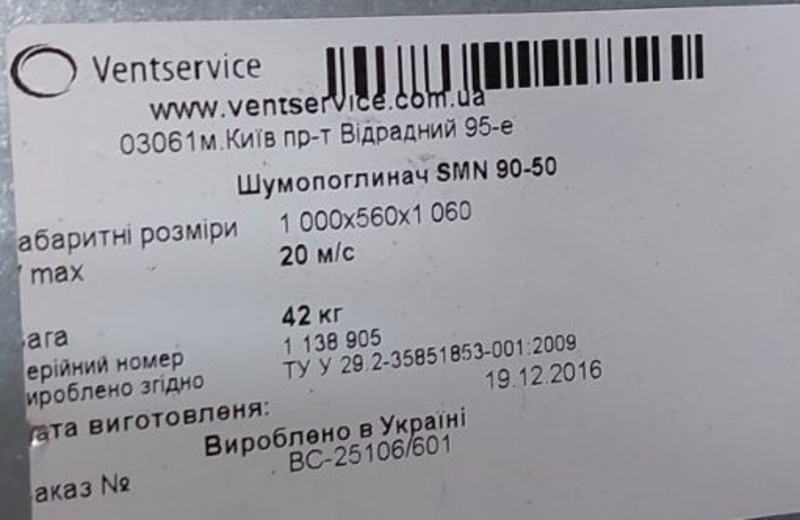 Ventservice
www.ventservice.com.ua
03061м.Київ пр-т Відрадний 95-е
Шумопоглинач SMN 90-50
абаритні розміри 1 000x560x1 060
max 20 м/с
ага 42 кг
ерійний номер 1 138 905
ироблено згідно ТУ У 29.2-35851853-001:2009
ата виготовленя: 19.12.2016
Вироблено в Україні
аказ № ВС-25106/601